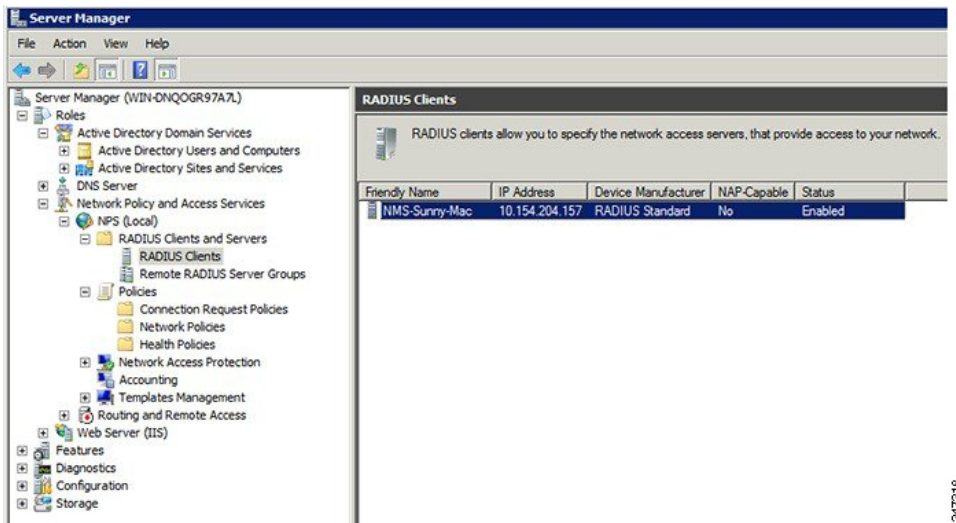 Server Manager
File Action View Help
Server Manager (WIN-DNQOGR97A7L)
Roles
Active Directory Domain Services
Active Directory Users and Computers
Active Directory Sites and Services
DNS Server
Network Policy and Access Services
NPS (Local)
RADIUS Clients and Servers
RADIUS Clients
Remote RADIUS Server Groups
Policies
Connection Request Policies
Network Policies
Health Policies
Network Access Protection
Accounting
Templates Management
Routing and Remote Access
Web Server (IIS)
Features
Diagnostics
Configuration
Storage
RADIUS Clients
RADIUS clients allow you to specify the network access servers, that provide access to your network.
Friendly Name IP Address Device Manufacturer NAP-Capable Status
NMS-Sunny-Mac 10.154.204.157 RADIUS Standard No Enabled